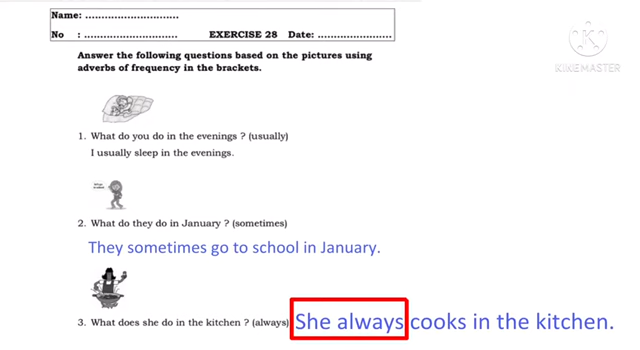 Name: ..............................
No : .............................. EXERCISE 28 Date: ........................
Answer the following questions based on the pictures using
adverbs of frequency in the brackets.
KINEMASTER
1. What do you do in the evenings ? (usually)
I usually sleep in the evenings.
2. What do they do in January ? (sometimes)
They sometimes go to school in January.
3. What does she do in the kitchen ? (always) She always cooks in the kitchen.